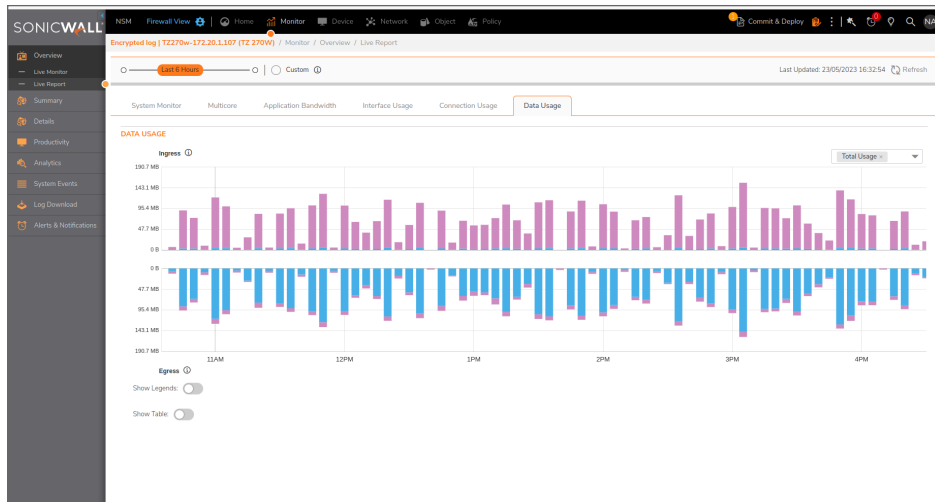 SONICWALL
NSM Firewall View Home Monitor Device Network Object Policy 1 Commit & Deploy 0 NA
Encrypted log | TZ270w-172.20.1.107 (TZ 270W) / Monitor / Overview / Live Report
Overview
Live Monitor
Live Report
Summary
Details
Productivity
Analytics
System Events
Log Download
Alerts & Notifications
Last 6 Hours Custom Last Updated: 23/05/2023 16:32:54 Refresh
System Monitor Multicore Application Bandwidth Interface Usage Connection Usage Data Usage
DATA USAGE
Ingress
Total Usage
190.7 MB
143.1 MB
95.4 MB
47.7 MB
0 B
0 B
47.7 MB
95.4 MB
143.1 MB
190.7 MB
11AM 12PM 1PM 2PM 3PM 4PM
Egress
Show Legends:
Show Table: